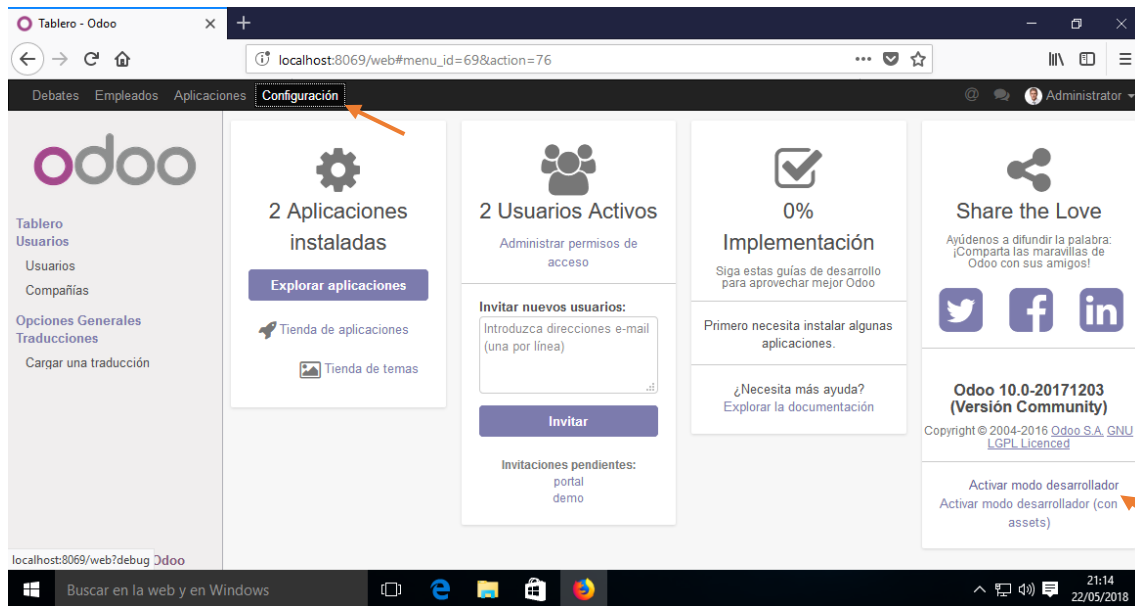 Tablero - Odoo
localhost:8069/web#menu_id=69&action=76
Debates Empleados Aplicaciones Configuración
@ Administrator
odoo
Tablero
Usuarios
Usuarios
Compañías
Opciones Generales
Traducciones
Cargar una traducción
2 Aplicaciones
instaladas
Explorar aplicaciones
Tienda de aplicaciones
Tienda de temas
2 Usuarios Activos
Administrar permisos de
acceso
Invitar nuevos usuarios:
Introduzca direcciones e-mail
(una por línea)
Invitar
Invitaciones pendientes:
portal
demo
0%
Implementación
Siga estas guías de desarrollo
para aprovechar mejor Odoo
Primero necesita instalar algunas
aplicaciones.
¿Necesita más ayuda?
Explorar la documentación
Share the Love
Ayúdenos a difundir la palabra:
¡Comparta las maravillas de
Odoo con sus amigos!
in
Odoo 10.0-20171203
(Versión Community)
Copyright © 2004-2016 Odoo S.A. GNU
LGPL Licenced
Activar modo desarrollador
Activar modo desarrollador (con
assets)
localhost:8069/web?debug Odoo
Buscar en la web y en Windows
21:14
22/05/2018